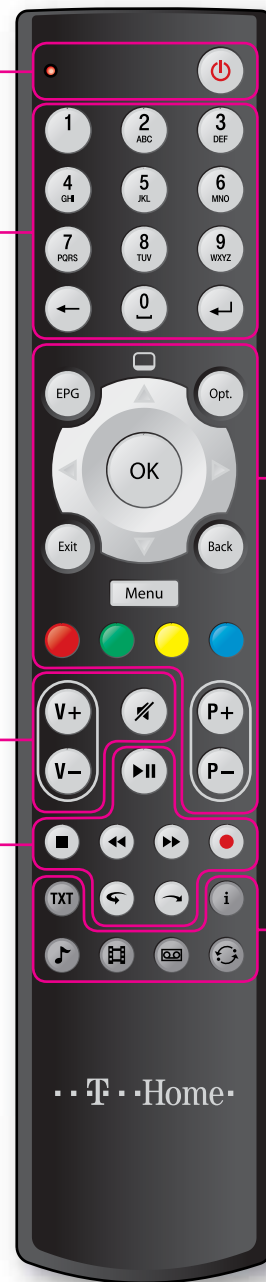 1 2 ABC 3 DEF
4 GHI 5 JKL 6 MNO
7 PQRS 8 TUV 9 WXYZ
0
EPG Opt.
OK
Exit Back
Menu
V+ P+
V− P−
TXT i
··T··Home·